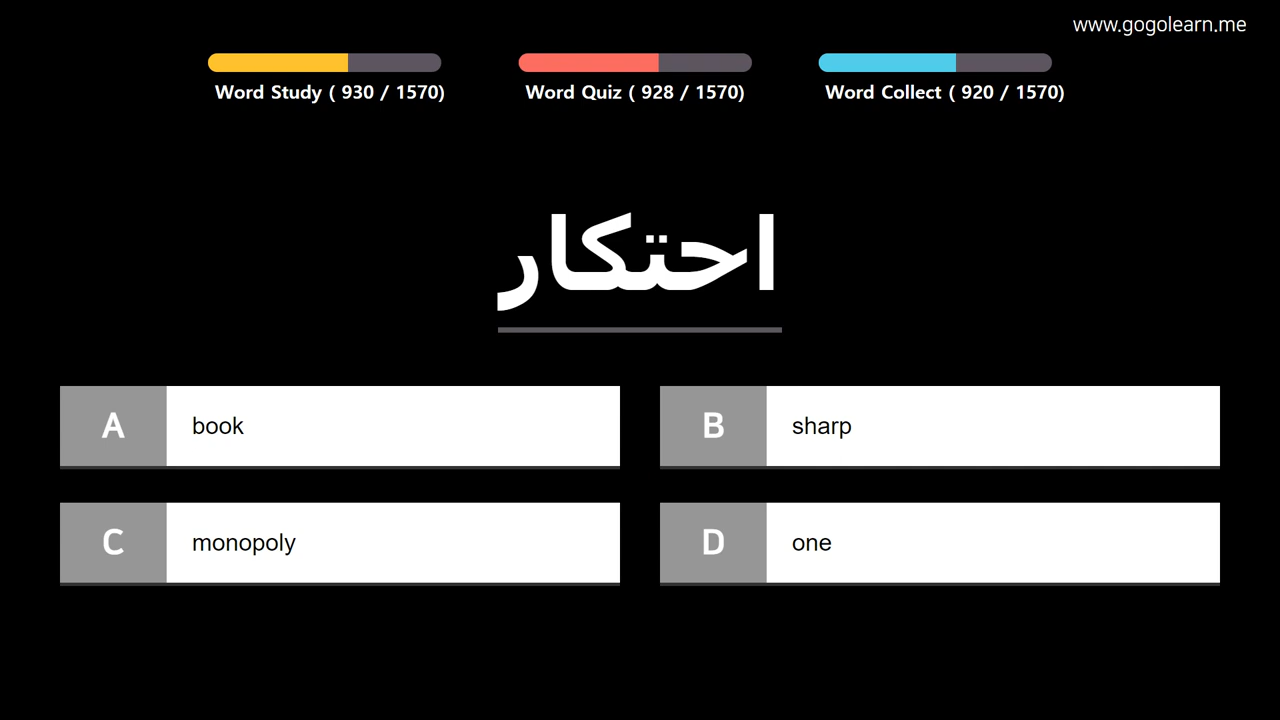 www.gogolearn.me
Word Study ( 930 / 1570)
Word Quiz ( 928 / 1570)
Word Collect ( 920 / 1570)
احتكار
A book
B sharp
C monopoly
D one